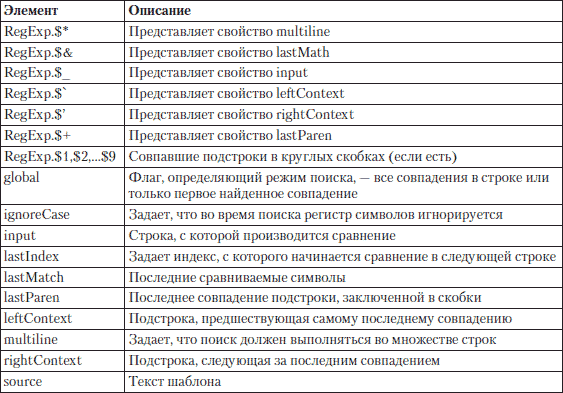 Элемент Описание
RegExp.$* Представляет свойство multiline
RegExp.$& Представляет свойство lastMath
RegExp.$_ Представляет свойство input
RegExp.$` Представляет свойство leftContext
RegExp.$’ Представляет свойство rightContext
RegExp.$+ Представляет свойство lastParen
RegExp.$1,$2,...$9 Совпавшие подстроки в круглых скобках (если есть)
global Флаг, определяющий режим поиска, — все совпадения в строке или
только первое найденное совпадение
ignoreCase Задает, что во время поиска регистр символов игнорируется
input Строка, с которой производится сравнение
lastIndex Задает индекс, с которого начинается сравнение в следующей строке
lastMatch Последние сравниваемые символы
lastParen Последнее совпадение подстроки, заключенной в скобки
leftContext Подстрока, предшествующая самому последнему совпадению
multiline Задает, что поиск должен выполняться во множестве строк
rightContext Подстрока, следующая за последним совпадением
source Текст шаблона